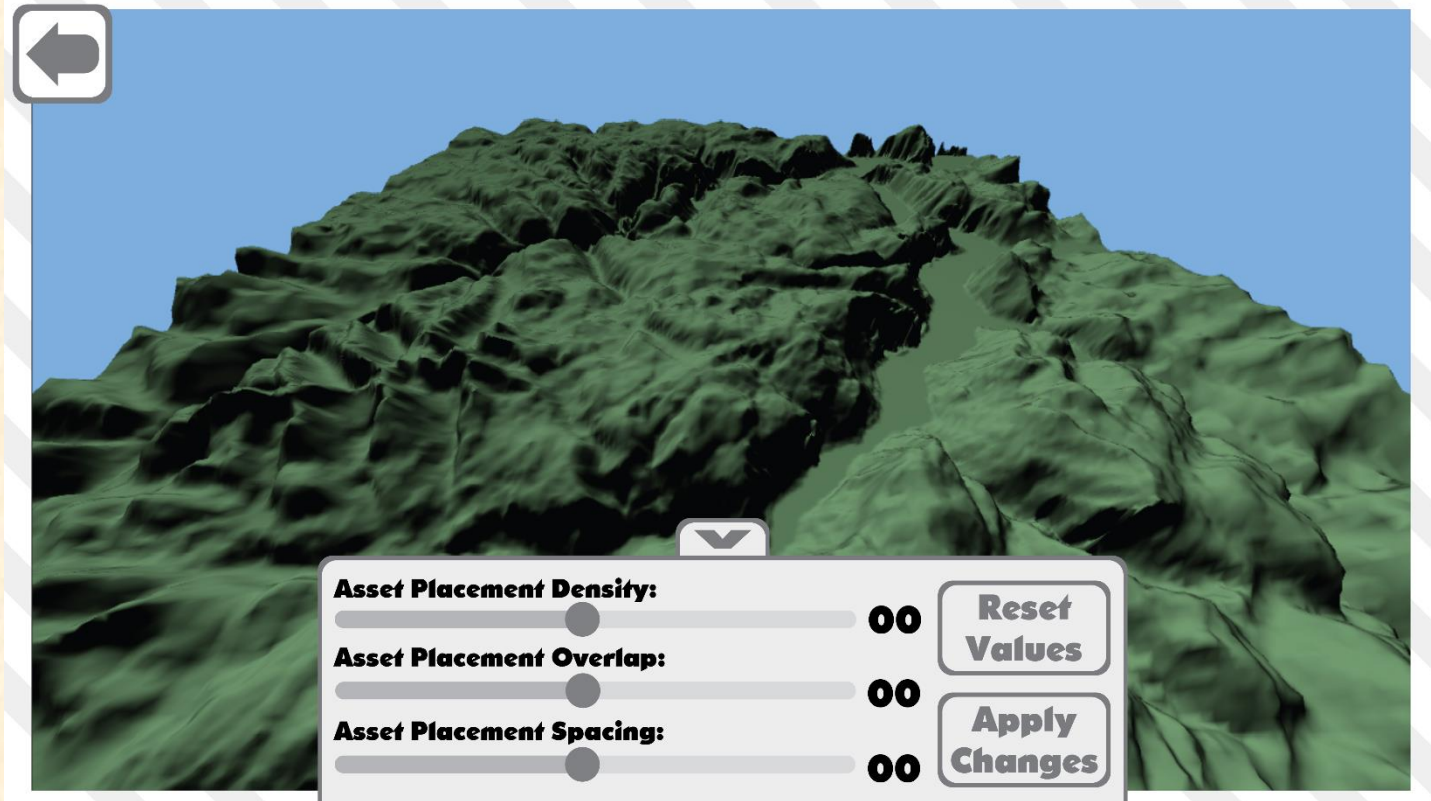 Asset Placement Density:
00
Asset Placement Overlap:
00
Asset Placement Spacing:
00
Reset
Values
Apply
Changes